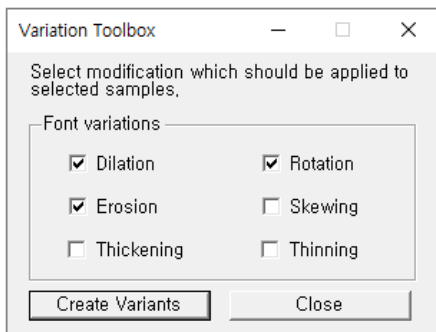 Variation Toolbox
Select modification which should be applied to
selected samples,
Font variations
Dilation Rotation
Erosion Skewing
Thickening Thinning
Create Variants Close